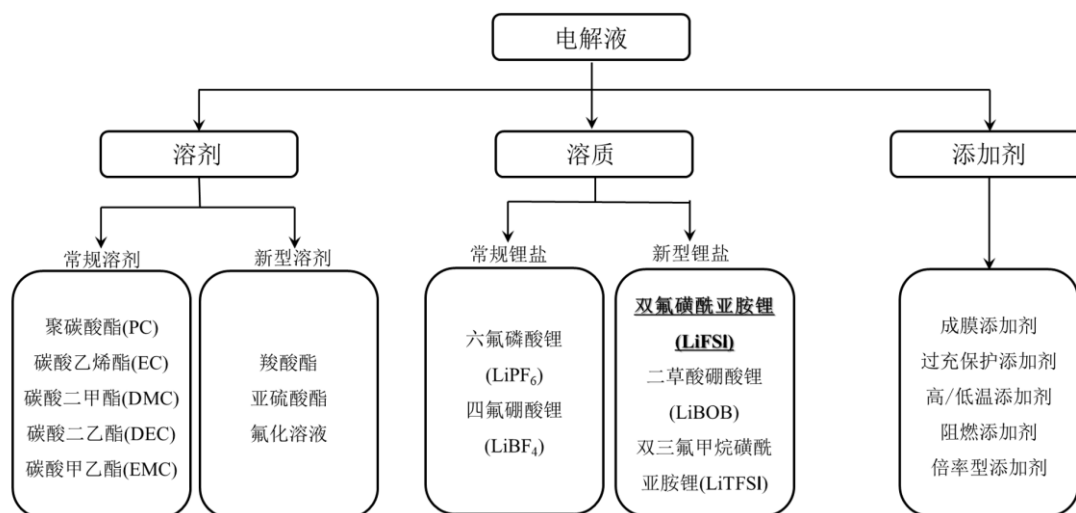 电解液
溶剂
溶质
添加剂
常规溶剂
聚碳酸酯(PC)
碳酸乙烯酯(EC)
碳酸二甲酯(DMC)
碳酸二乙酯(DEC)
碳酸甲乙酯(EMC)
新型溶剂
羧酸酯
亚硫酸酯
氟化溶液
常规锂盐
六氟磷酸锂
(LiPF₆)
四氟硼酸锂
(LiBF₄)
新型锂盐
双氟磺酰亚胺锂
(LiFSI)
二草酸硼酸锂
(LiBOB)
双三氟甲烷磺酰
亚胺锂(LiTFSI)
成膜添加剂
过充保护添加剂
高/低温添加剂
阻燃添加剂
倍率型添加剂